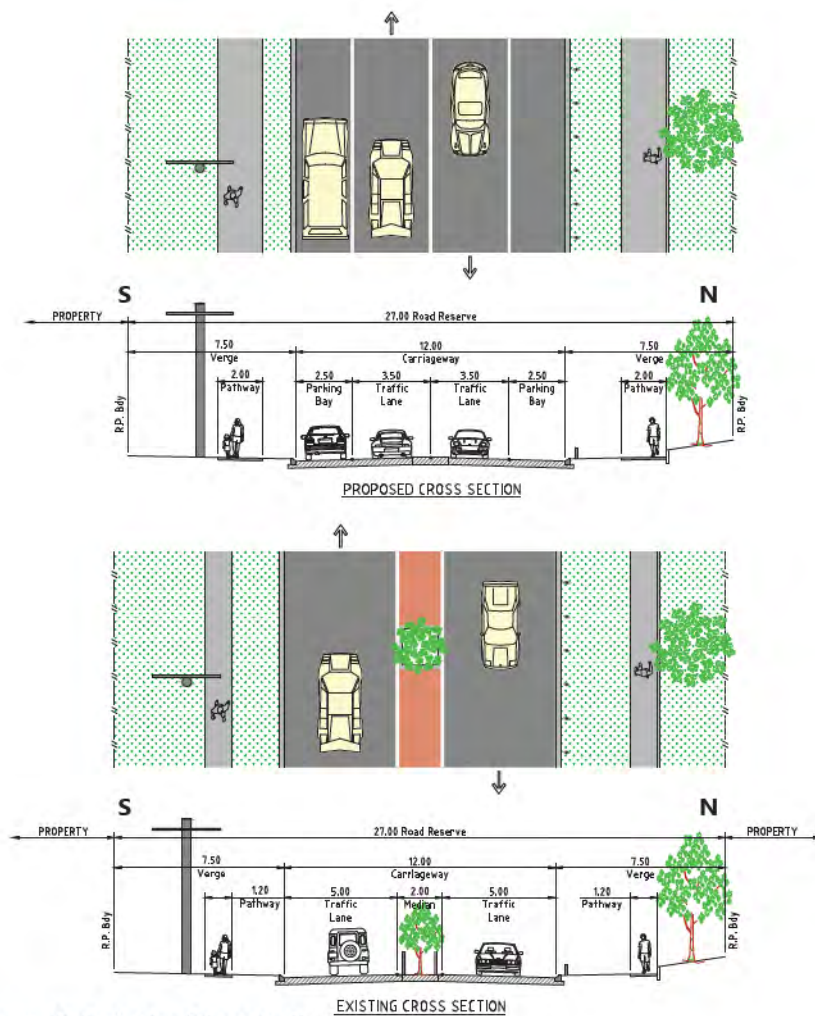 S
N
PROPERTY
27.00 Road Reserve
7.50
Verge
12.00
Carriageway
7.50
Verge
2.00
Pathway
2.50
Parking
Bay
3.50
Traffic
Lane
3.50
Traffic
Lane
2.50
Parking
Bay
2.00
Pathway
R.P. Bdy
R.P. Bdy
PROPOSED CROSS SECTION
S
N
PROPERTY
27.00 Road Reserve
PROPERTY
7.50
Verge
12.00
Carriageway
7.50
Verge
1.20
Pathway
5.00
Traffic
Lane
2.00
Median
5.00
Traffic
Lane
1.20
Pathway
R.P. Bdy
R.P. Bdy
EXISTING CROSS SECTION